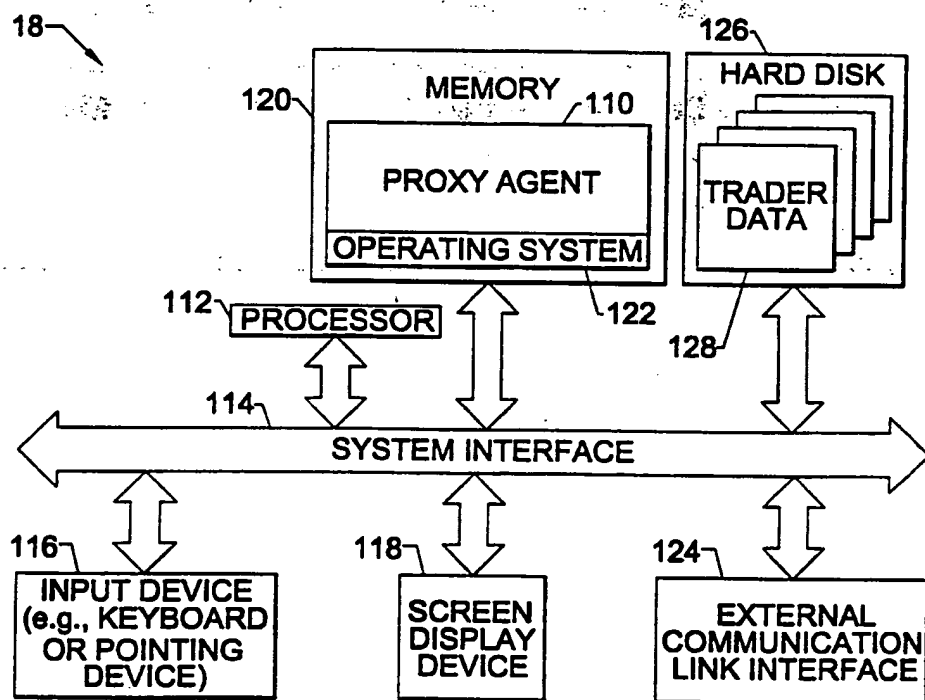 18
126
MEMORY
HARD DISK
120
110
PROXY AGENT
TRADER
DATA
OPERATING SYSTEM
112
PROCESSOR
122
128
114
SYSTEM INTERFACE
116
118
124
INPUT DEVICE
(e.g., KEYBOARD
OR POINTING
DEVICE)
SCREEN
DISPLAY
DEVICE
EXTERNAL
COMMUNICATION
LINK INTERFACE